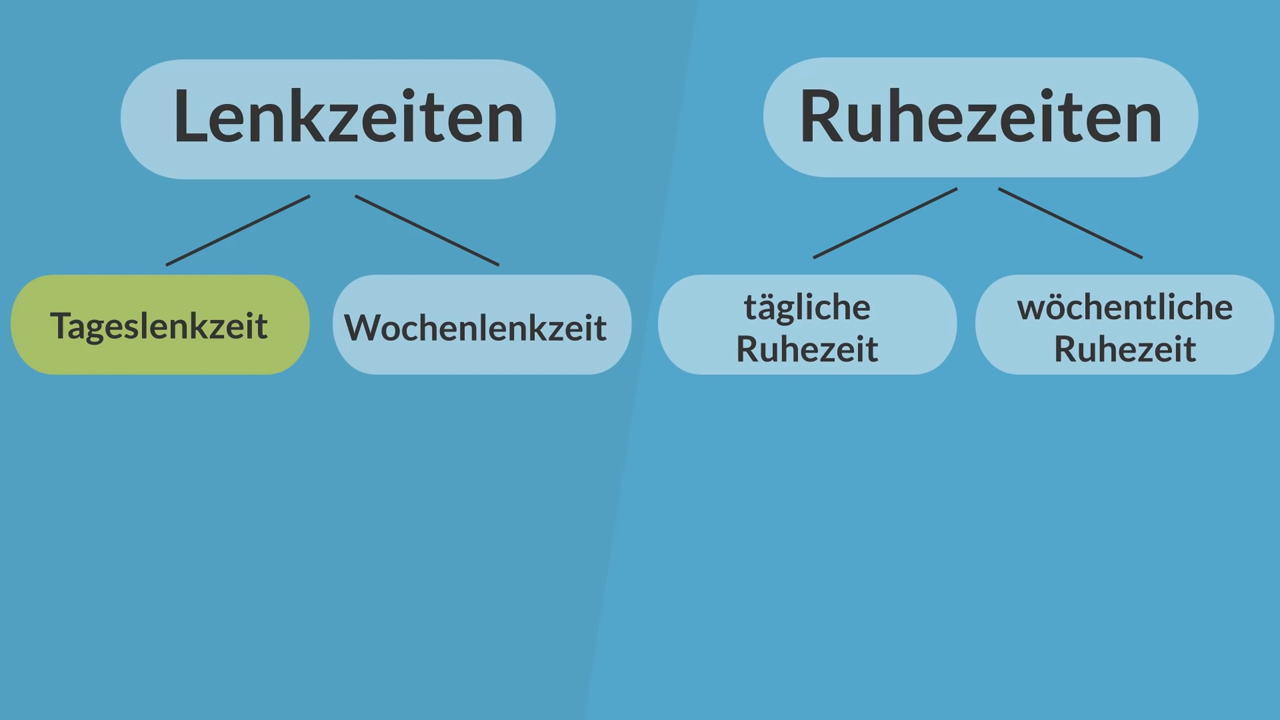 Lenkzeiten
Ruhezeiten
Tageslenkzeit
Wochenlenkzeit
tägliche
Ruhezeit
wöchentliche
Ruhezeit